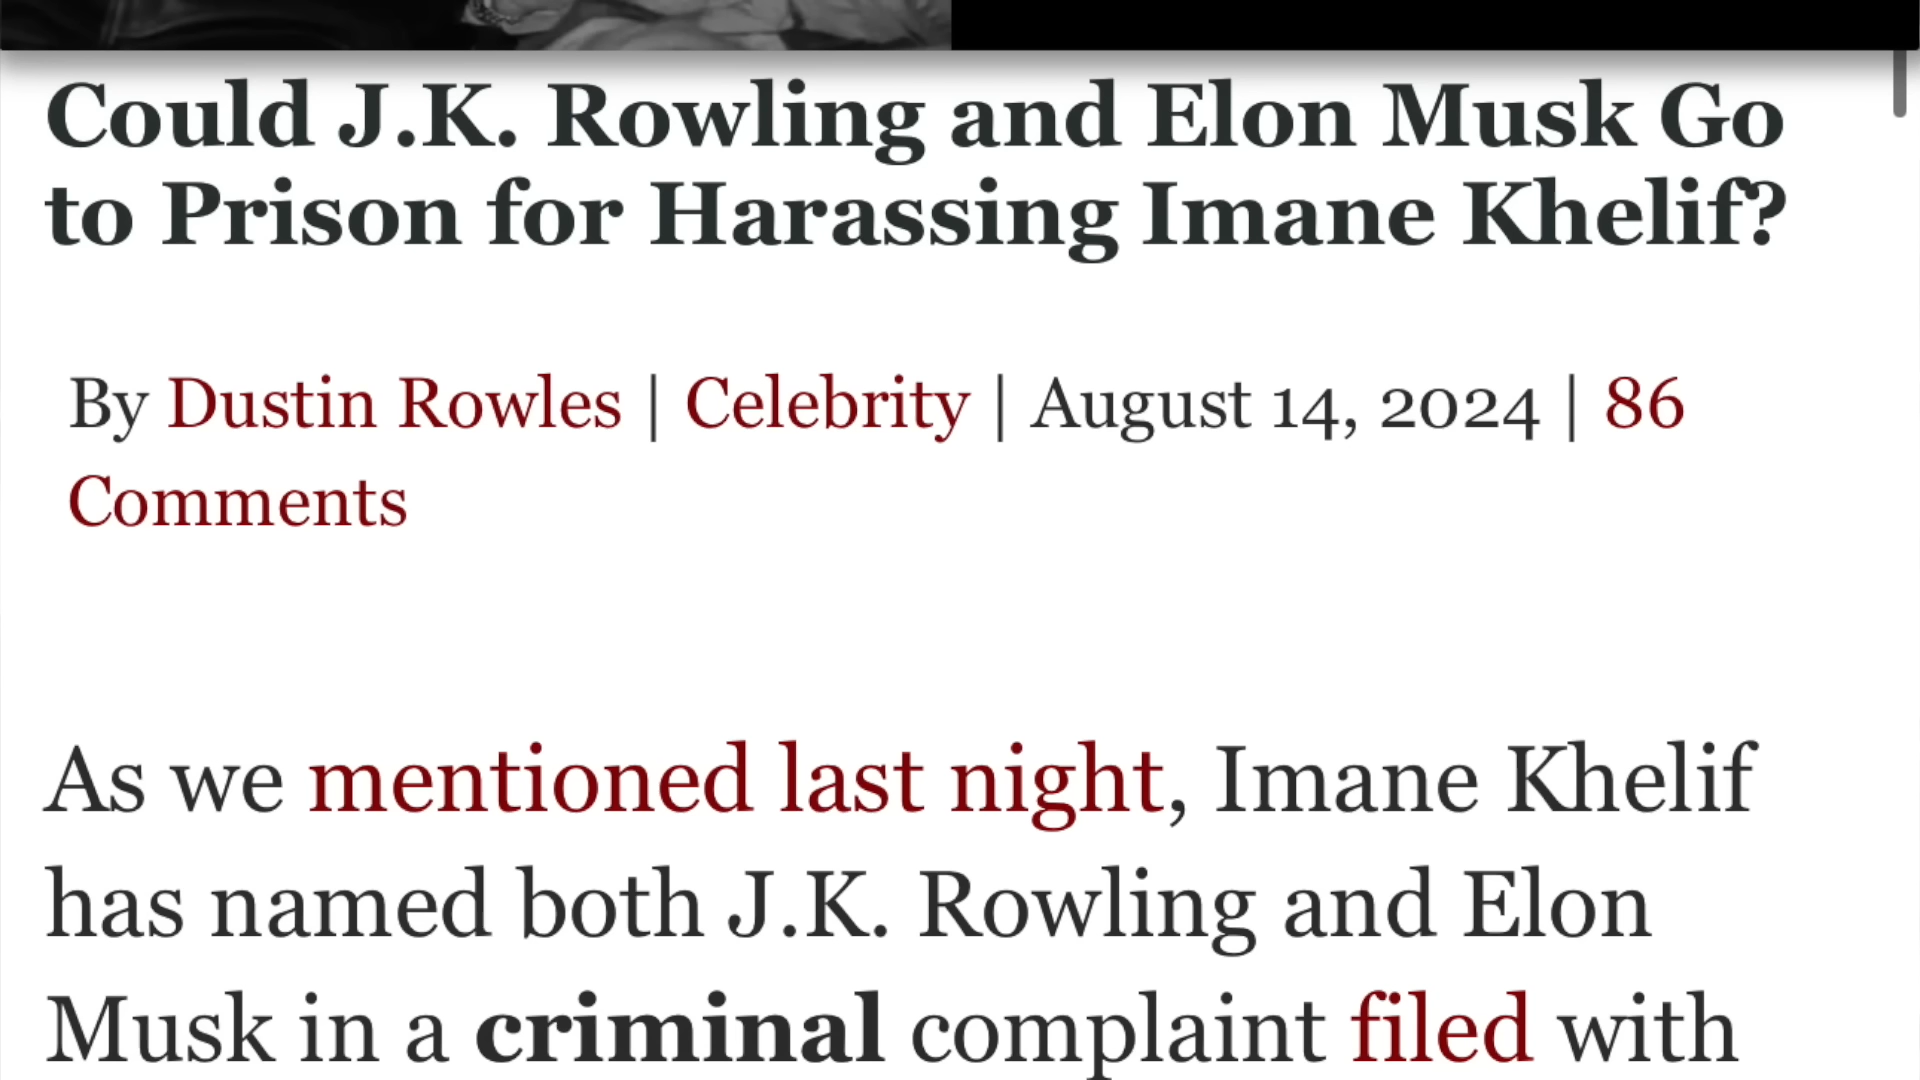 Could J.K. Rowling and Elon Musk Go
to Prison for Harassing Imane Khelif?
By Dustin Rowles | Celebrity | August 14, 2024 | 86
Comments
As we mentioned last night, Imane Khelif
has named both J.K. Rowling and Elon
Musk in a criminal complaint filed with